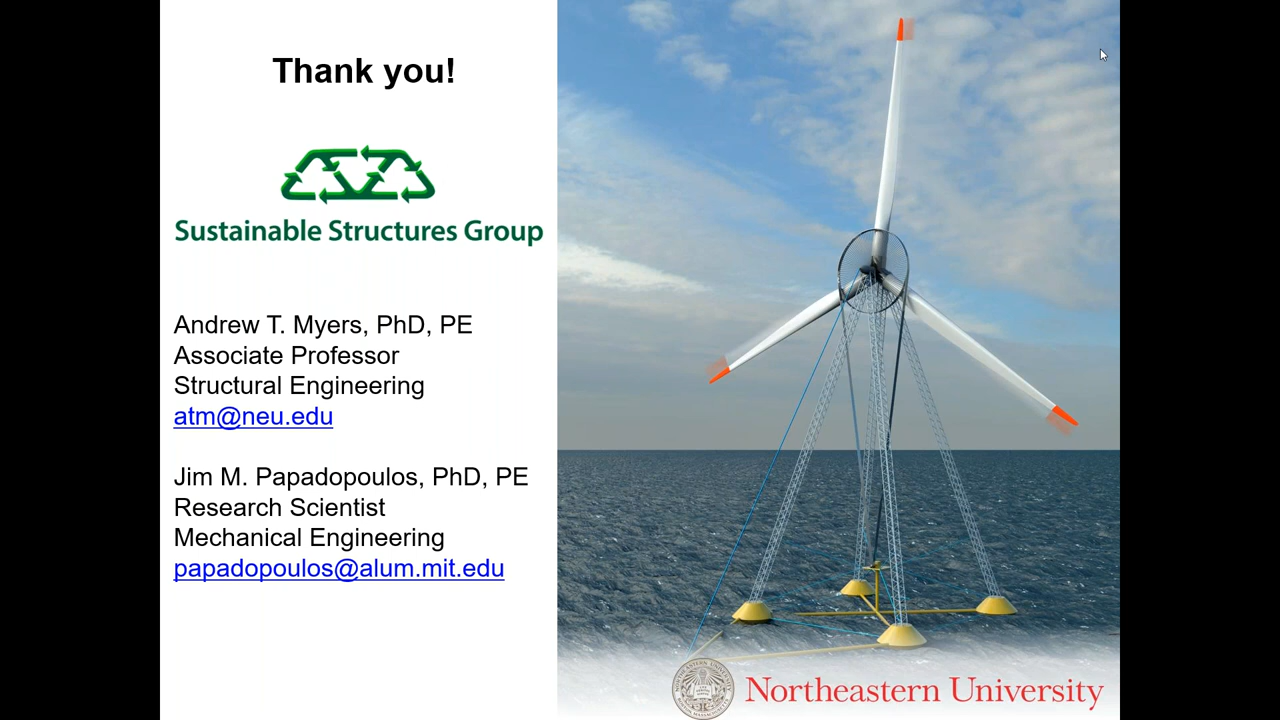 Thank you!
Sustainable Structures Group
Andrew T. Myers, PhD, PE
Associate Professor
Structural Engineering
atm@neu.edu
Jim M. Papadopoulos, PhD, PE
Research Scientist
Mechanical Engineering
papadopoulos@alum.mit.edu
Northeastern University